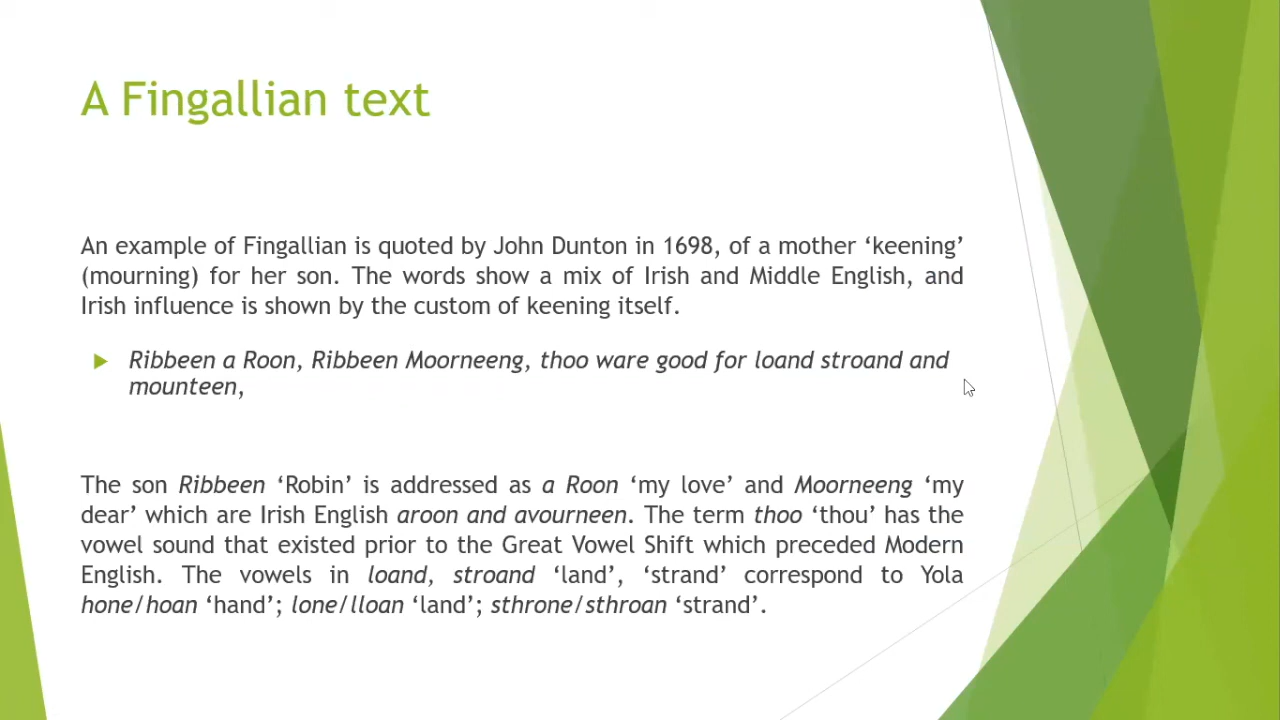 A Fingallian text
An example of Fingallian is quoted by John Dunton in 1698, of a mother ‘keening’
(mourning) for her son. The words show a mix of Irish and Middle English, and
Irish influence is shown by the custom of keening itself.
Ribbeen a Roon, Ribbeen Moorneeng, thoo ware good for loand stroand and
mounteen,
The son Ribbeen ‘Robin’ is addressed as a Roon ‘my love’ and Moorneeng ‘my
dear’ which are Irish English aroon and avourneen. The term thoo ‘thou’ has the
vowel sound that existed prior to the Great Vowel Shift which preceded Modern
English. The vowels in loand, stroand ‘land’, ‘strand’ correspond to Yola
hone/hoan ‘hand’; lone/lloan ‘land’; sthrone/sthroan ‘strand’.